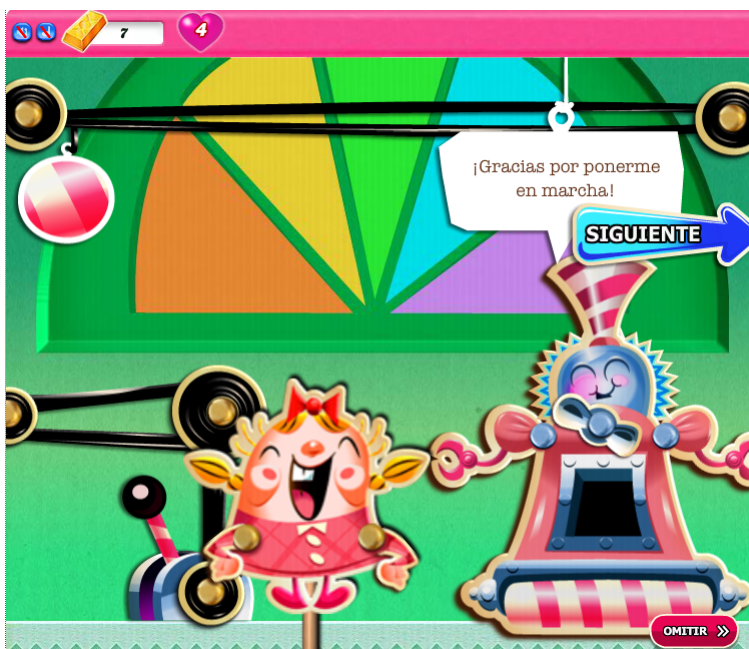 7
4
¡Gracias por ponerme
en marcha!
SIGUIENTE
OMITIR